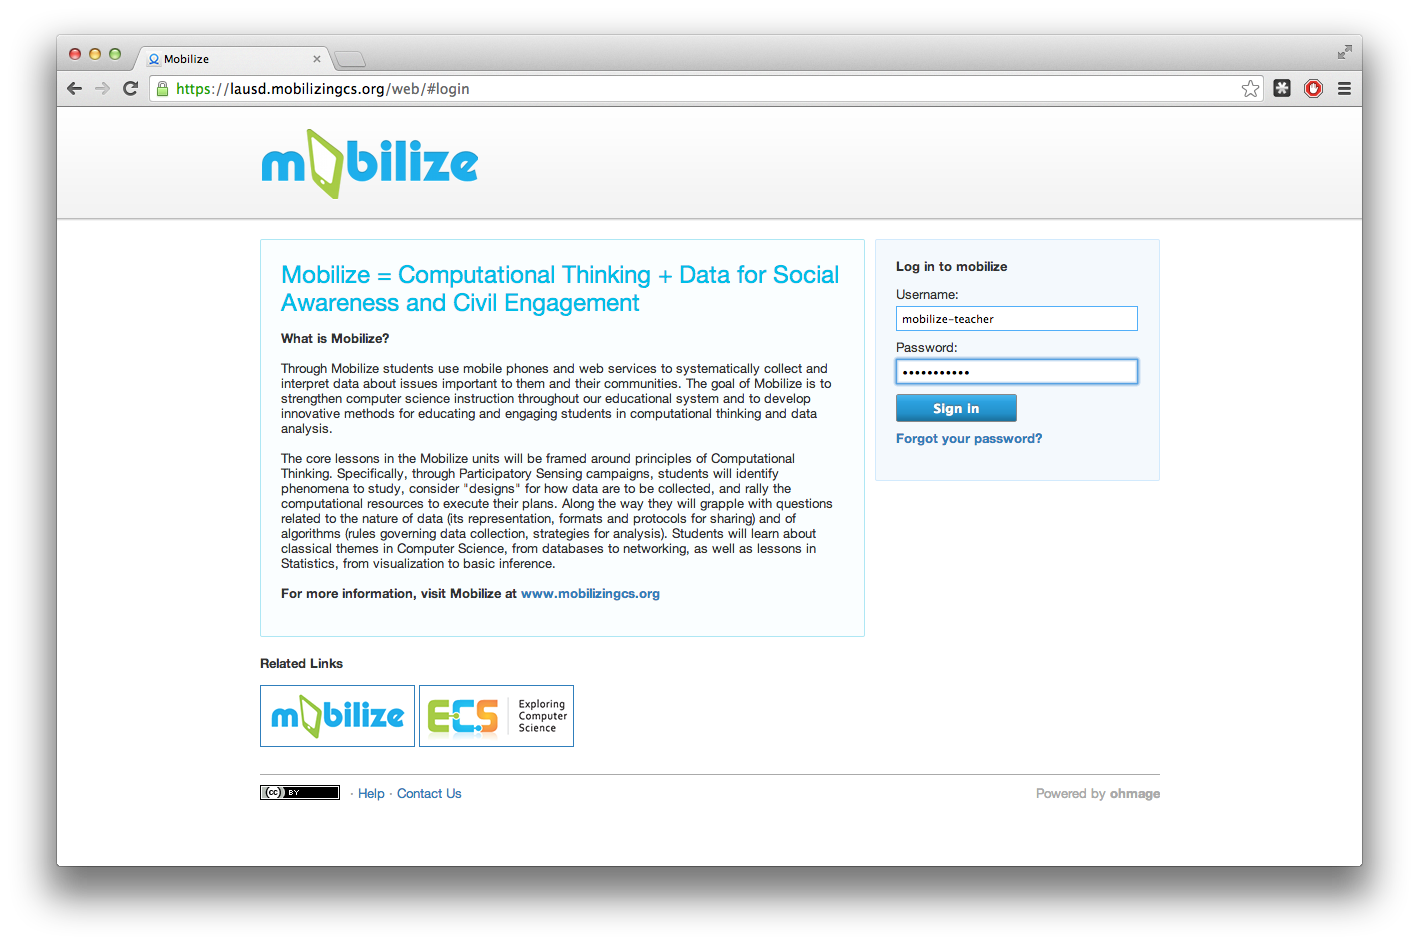 Mobilize
https://lausd.mobilizingcs.org/web/#login
mobilize
Mobilize = Computational Thinking + Data for Social
Awareness and Civil Engagement
What is Mobilize?
Through Mobilize students use mobile phones and web services to systematically collect and
interpret data about issues important to them and their communities. The goal of Mobilize is to
strengthen computer science instruction throughout our educational system and to develop
innovative methods for educating and engaging students in computational thinking and data
analysis.
The core lessons in the Mobilize units will be framed around principles of Computational
Thinking. Specifically, through Participatory Sensing campaigns, students will identify
phenomena to study, consider "designs" for how data are to be collected, and rally the
computational resources to execute their plans. Along the way they will grapple with questions
related to the nature of data (its representation, formats and protocols for sharing) and of
algorithms (rules governing data collection, strategies for analysis). Students will learn about
classical themes in Computer Science, from databases to networking, as well as lessons in
Statistics, from visualization to basic inference.
For more information, visit Mobilize at www.mobilizingcs.org
Log in to mobilize
Username:
mobilize-teacher
Password:
•••••••••••
Sign In
Forgot your password?
Related Links
mobilize
ECS
Exploring
Computer
Science
(cc) BY
· Help · Contact Us
Powered by ohmage